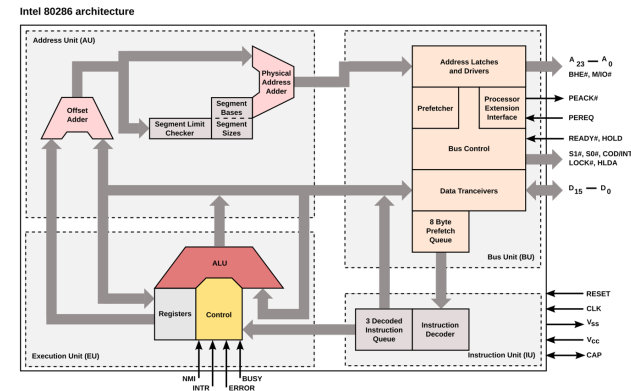 Intel 80286 architecture
Address Unit (AU)
Offset
Adder
Segment Limit
Checker
Segment
Bases
Segment
Sizes
Physical
Address
Adder
Address Latches
and Drivers
Prefetcher
Processor
Extension
Interface
Bus Control
Data Tranceivers
8 Byte
Prefetch
Queue
Bus Unit (BU)
A23 — A0
BHE#, M/IO#
PEACK#
PEREQ
READY#, HOLD
S1#, S0#, COD/INTA
LOCK#, HLDA
D15 — D0
ALU
Registers
Control
Execution Unit (EU)
NMI
INTR
ERROR
BUSY
3 Decoded
Instruction
Queue
Instruction
Decoder
Instruction Unit (IU)
RESET
CLK
Vss
Vcc
CAP